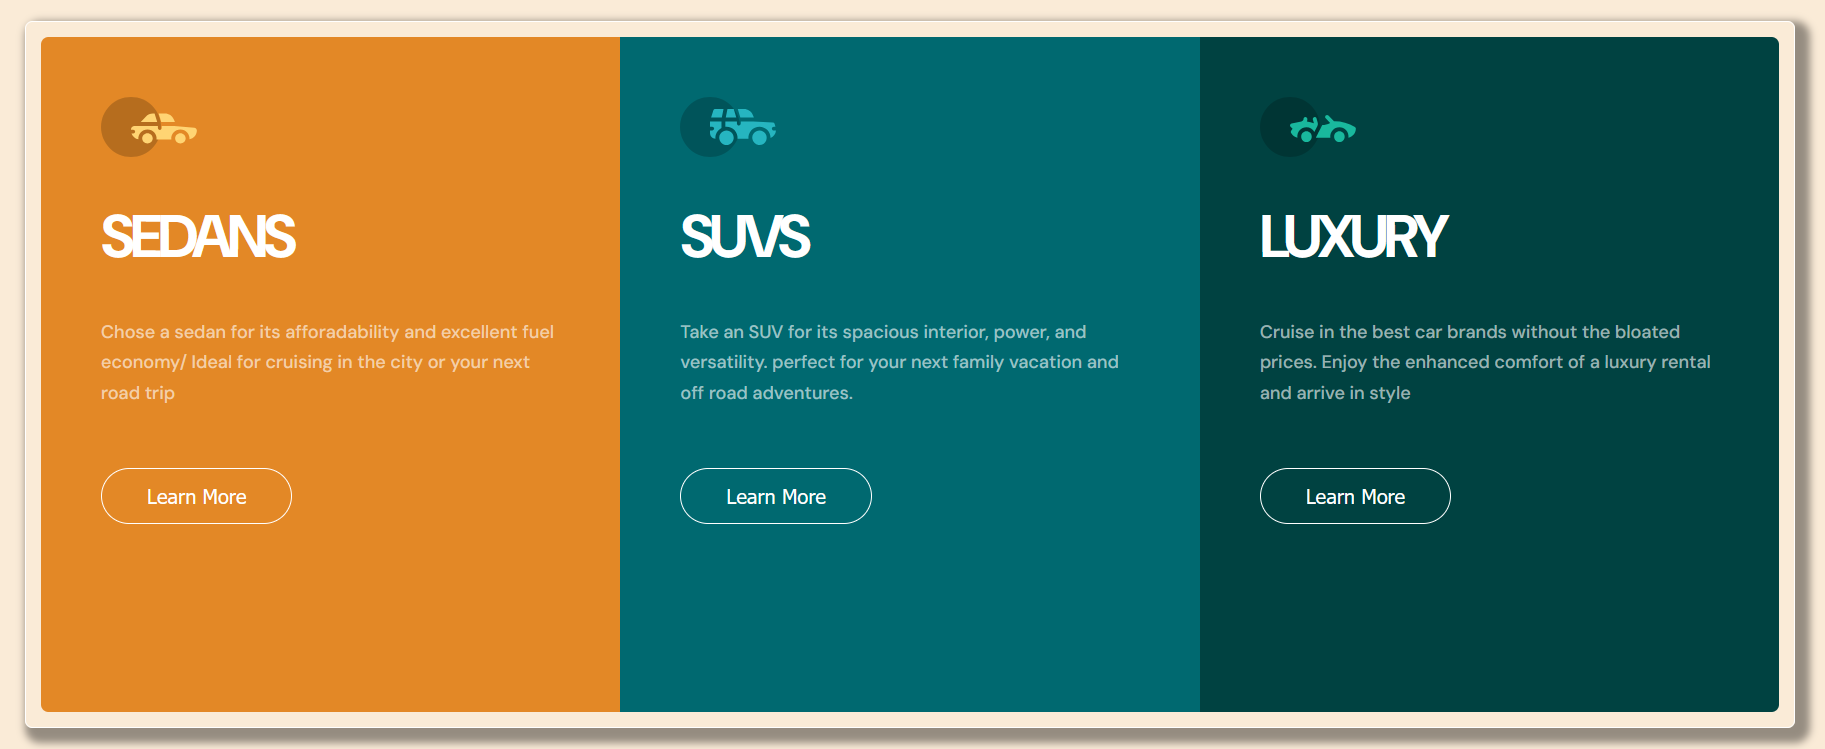 SEDANS
Chose a sedan for its afforadability and excellent fuel
economy/ Ideal for cruising in the city or your next
road trip
Learn More
SUVS
Take an SUV for its spacious interior, power, and
versatility. perfect for your next family vacation and
off road adventures.
Learn More
LUXURY
Cruise in the best car brands without the bloated
prices. Enjoy the enhanced comfort of a luxury rental
and arrive in style
Learn More